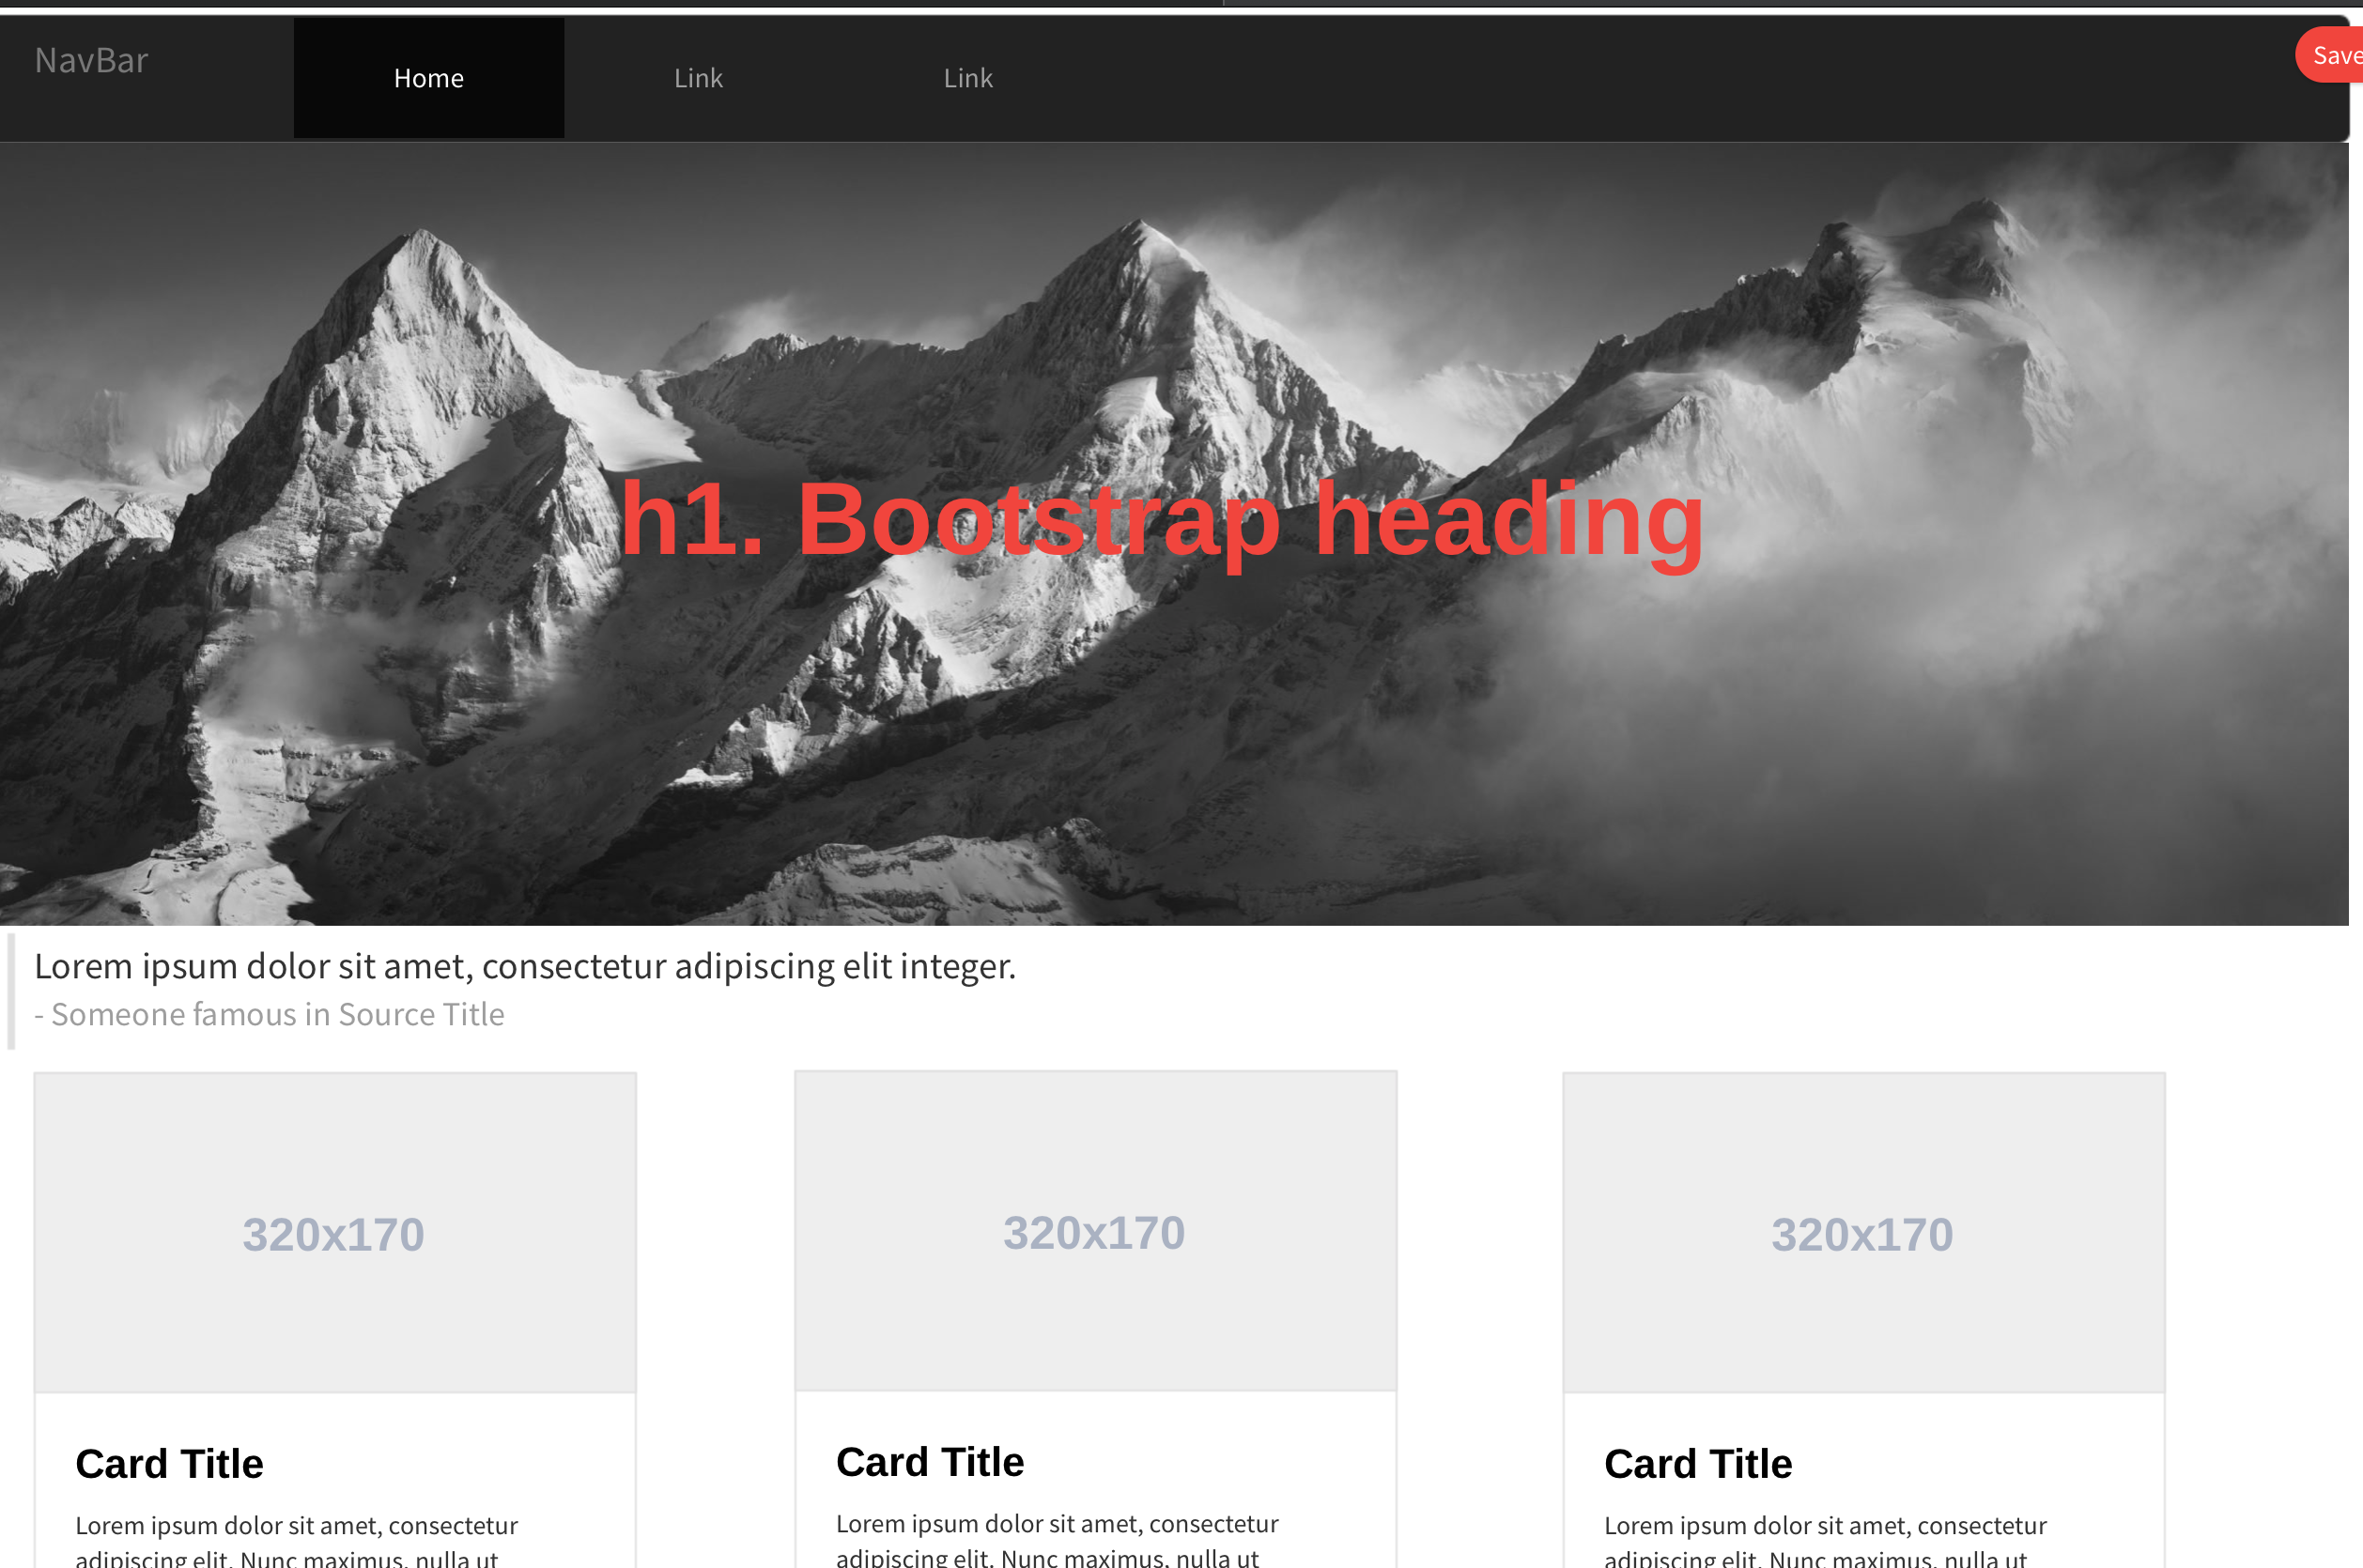 NavBar Home Link Link Save
h1. Bootstrap heading
Lorem ipsum dolor sit amet, consectetur adipiscing elit integer.
- Someone famous in Source Title
320x170
320x170
320x170
Card Title
Lorem ipsum dolor sit amet, consectetur
adipiscing elit. Nunc maximus, nulla ut
Card Title
Lorem ipsum dolor sit amet, consectetur
adipiscing elit. Nunc maximus, nulla ut
Card Title
Lorem ipsum dolor sit amet, consectetur
adipiscing elit. Nunc maximus, nulla ut